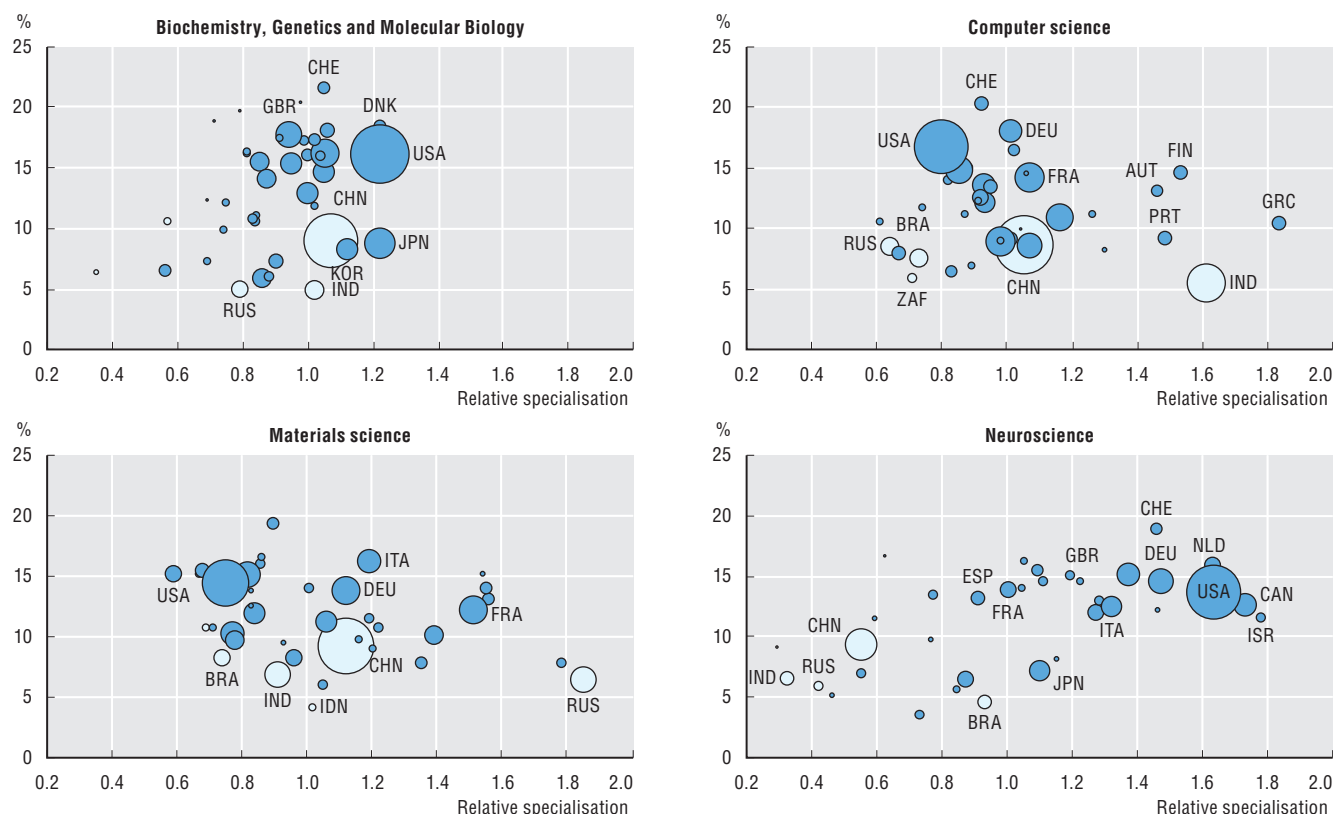 %
Biochemistry, Genetics and Molecular Biology
25
CHE
20
GBR
DNK
USA
15
CHN
10
JPN
KOR
5
IND
RUS
0
0.2 0.4 0.6 0.8 1.0 1.2 1.4 1.6 1.8 2.0
Relative specialisation
%
Computer science
25
CHE
20
USA
DEU
FIN
15
FRA
AUT
GRC
10
BRA
PRT
RUS
5
ZAF
CHN
IND
0
0.2 0.4 0.6 0.8 1.0 1.2 1.4 1.6 1.8 2.0
Relative specialisation
%
Materials science
25
20
ITA
15
USA
DEU
FRA
10
CHN
BRA
IND
IDN
RUS
5
0
0.2 0.4 0.6 0.8 1.0 1.2 1.4 1.6 1.8 2.0
Relative specialisation
%
Neuroscience
25
20
CHE
GBR
DEU
NLD
15
ESP
USA
CAN
FRA
ITA
ISR
10
CHN
IND
RUS
JPN
5
BRA
0
0.2 0.4 0.6 0.8 1.0 1.2 1.4 1.6 1.8 2.0
Relative specialisation